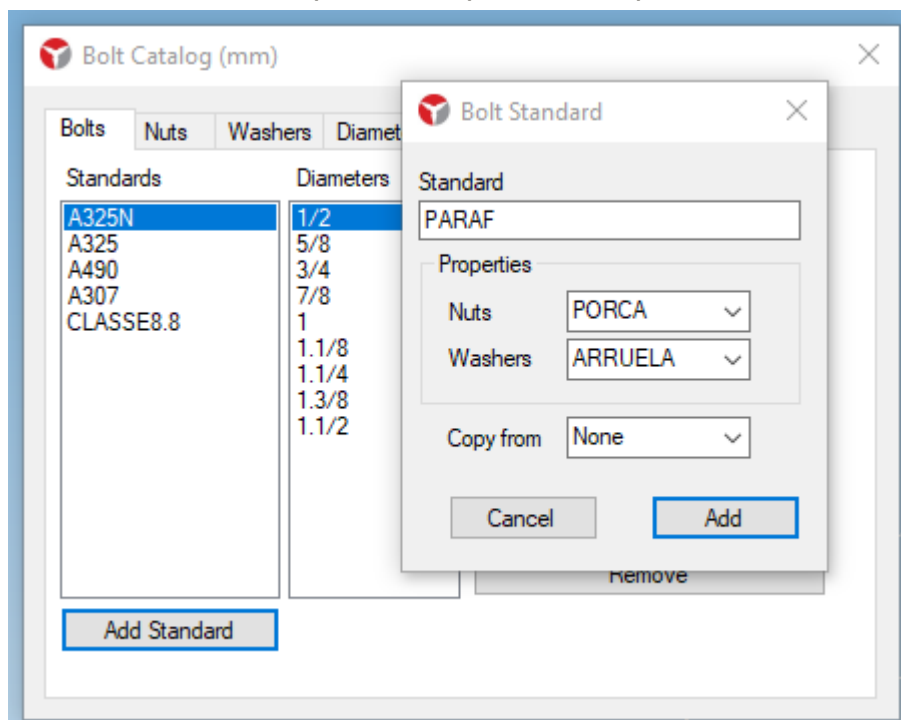 Bolt Catalog (mm)
Bolts Nuts Washers Diamet
Standards Diameters
A325N
A325
A490
A307
CLASSE8.8
1/2
5/8
3/4
7/8
1
1.1/8
1.1/4
1.3/8
1.1/2
Add Standard
Remove
Bolt Standard
Standard
PARAF
Properties
Nuts PORCA
Washers ARRUELA
Copy from None
Cancel Add